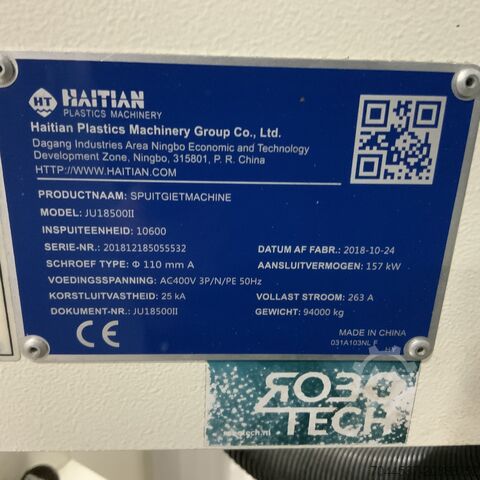 HT HAITIAN
PLASTICS MACHINERY
Haitian Plastics Machinery Group Co., Ltd.
Dagang Industries Area Ningbo Economic and Technology
Development Zone, Ningbo, 315801, P. R. China
HTTP://WWW.HAITIAN.COM
PRODUCTNAAM: SPUITGIETMACHINE
MODEL: JU18500II
INSPUITEENHEID: 10600
SERIE-NR.: 201812185055532
DATUM AF FABR.: 2018-10-24
SCHROEF TYPE: Φ 110 mm A
AANSLUITVERMOGEN: 157 kW
VOEDINGSSPANNING: AC400V 3P/N/PE 50Hz
KORSTLUITVASTHEID: 25 kA
VOLLAST STROOM: 263 A
DOKUMENT-NR.: JU18500II
GEWICHT: 94000 kg
CE
MADE IN CHINA
031A103NL F
ROBO
TECH
robotech.nl